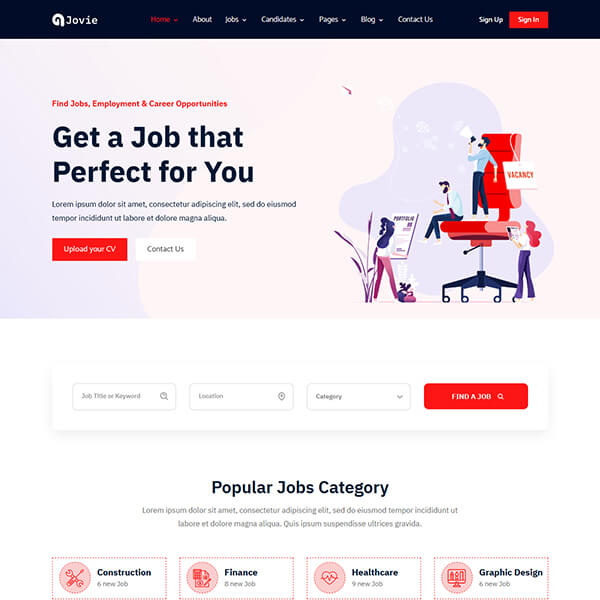 Jovie
Home About Jobs Candidates Pages Blog Contact Us Sign Up Sign In
Find Jobs, Employment & Career Opportunities
Get a Job that
Perfect for You
Lorem ipsum dolor sit amet, consectetur adipiscing elit, sed do eiusmod
tempor incididunt ut labore et dolore magna aliqua.
Upload your CV Contact Us
VACANCY
PORTFOLIO
Job Title or Keyword Location Category FIND A JOB
Popular Jobs Category
Lorem ipsum dolor sit amet, consectetur adipiscing elit, sed do eiusmod tempor incididunt ut
labore et dolore magna aliqua. Quis ipsum suspendisse ultrices gravida.
Construction Finance Healthcare Graphic Design
6 new Job 8 new Job 9 new Job 6 new Job